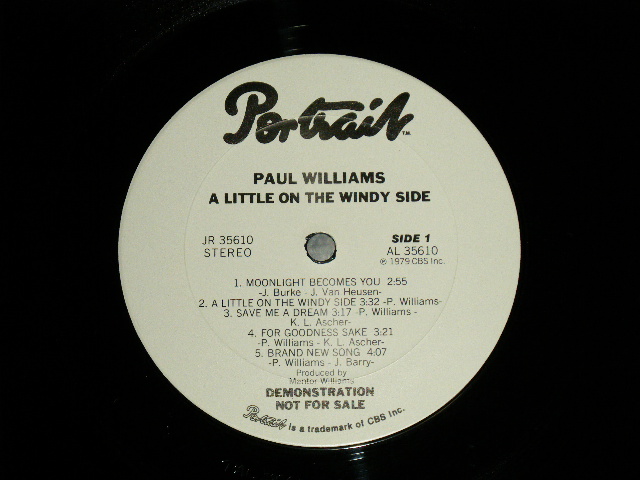 Portrait™
PAUL WILLIAMS
A LITTLE ON THE WINDY SIDE
JR 35610
STEREO
SIDE 1
AL 35610
℗ 1979 CBS Inc.
1. MOONLIGHT BECOMES YOU 2:55
-J. Burke - J. Van Heusen-
2. A LITTLE ON THE WINDY SIDE 3:32 -P. Williams-
3. SAVE ME A DREAM 3:17 -P. Williams -
K. L. Ascher-
4. FOR GOODNESS SAKE 3:21
-P. Williams - K. L. Ascher-
5. BRAND NEW SONG 4:07
-P. Williams - J. Barry-
Produced by
Mentor Williams
DEMONSTRATION
NOT FOR SALE
Portrait is a trademark of CBS Inc.